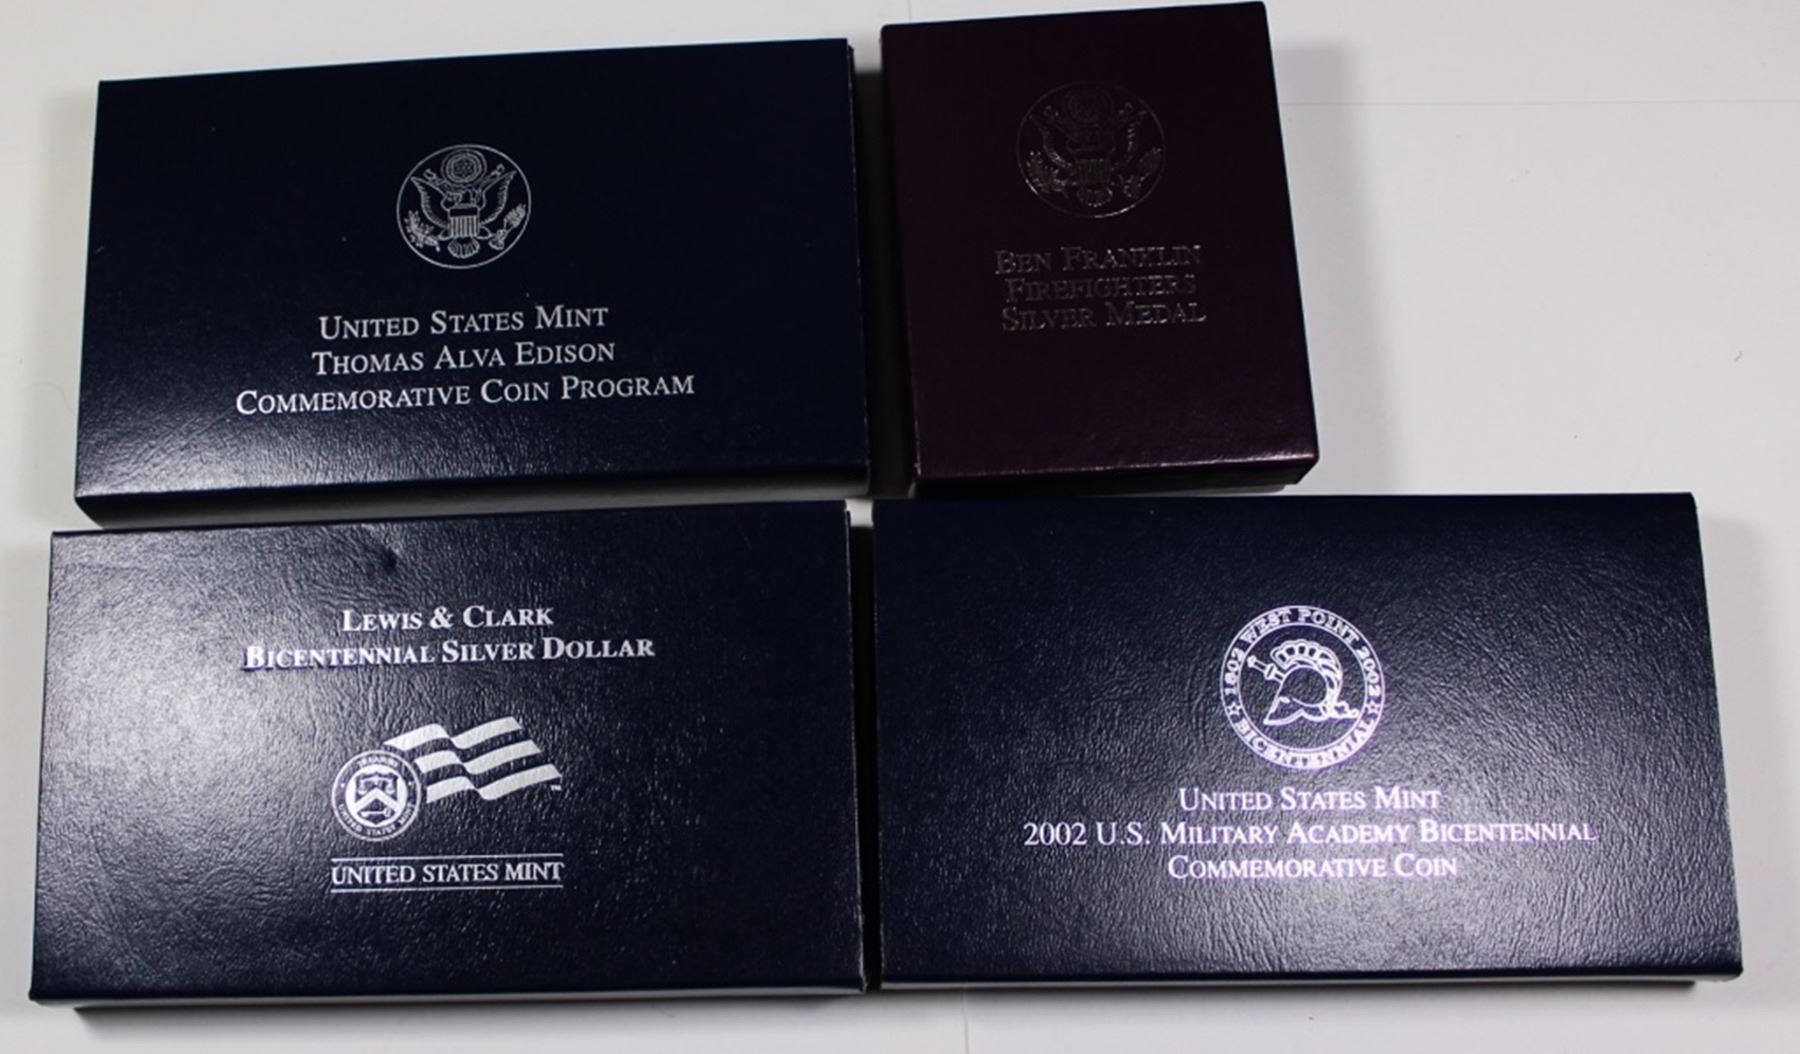 UNITED STATES MINT
THOMAS ALVA EDISON
COMMEMORATIVE COIN PROGRAM
BEN FRANKLIN
FIREFIGHTERS
SILVER MEDAL
LEWIS & CLARK
BICENTENNIAL SILVER DOLLAR
UNITED STATES MINT
1802 WEST POINT 2002
BICENTENNIAL
UNITED STATES MINT
2002 U.S. MILITARY ACADEMY BICENTENNIAL
COMMEMORATIVE COIN